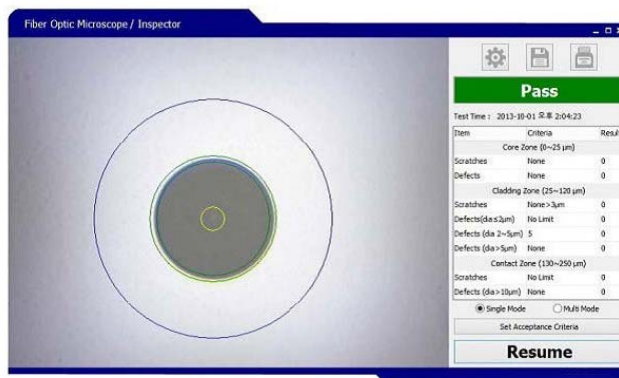 Fiber Optic Microscope / Inspector
Pass
Test Time : 2013-10-01 오후 2:04:23
Item Criteria Resul
Core Zone (0~25 μm)
Scratches None 0
Defects None 0
Cladding Zone (25~120 μm)
Scratches None>3μm 0
Defects(dia≤2μm) No Limit 0
Defects(dia 2~5μm) 5 0
Defects (dia>5μm) None 0
Contact Zone (130~250 μm)
Scratches No Limit 0
Defects (dia>10μm) None 0
Single Mode Multi Mode
Set Acceptance Criteria
Resume